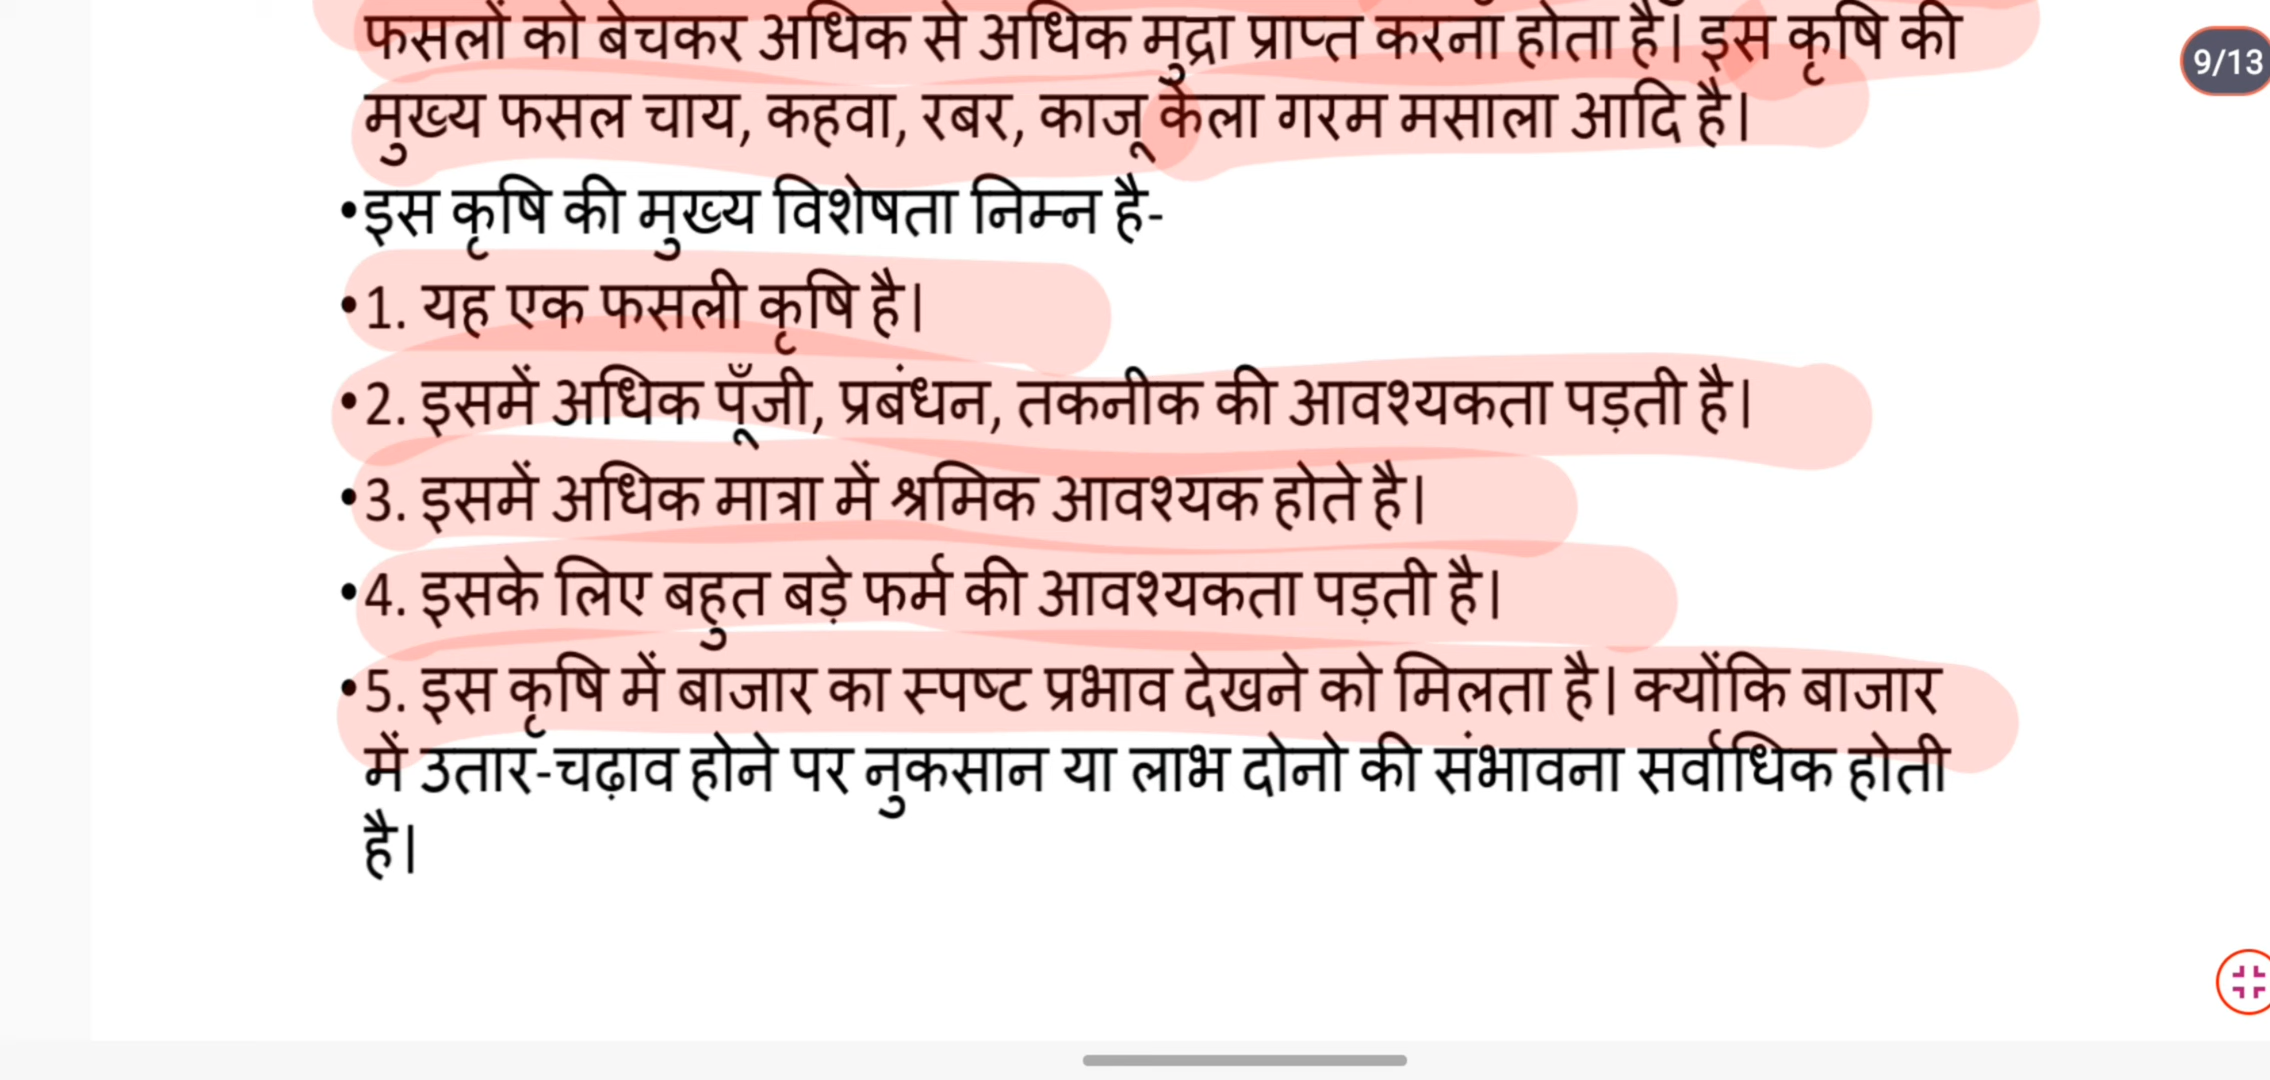 फसलों को बेचकर अधिक से अधिक मुद्रा प्राप्त करना होता है। इस कृषि की
मुख्य फसल चाय, कहवा, रबर, काजू केला गरम मसाला आदि है।
•इस कृषि की मुख्य विशेषता निम्न है-
•1. यह एक फसली कृषि है।
•2. इसमें अधिक पूँजी, प्रबंधन, तकनीक की आवश्यकता पड़ती है।
•3. इसमें अधिक मात्रा में श्रमिक आवश्यक होते है।
•4. इसके लिए बहुत बड़े फर्म की आवश्यकता पड़ती है।
•5. इस कृषि में बाजार का स्पष्ट प्रभाव देखने को मिलता है। क्योंकि बाजार
में उतार-चढ़ाव होने पर नुकसान या लाभ दोनो की संभावना सर्वाधिक होती
है।
9/13